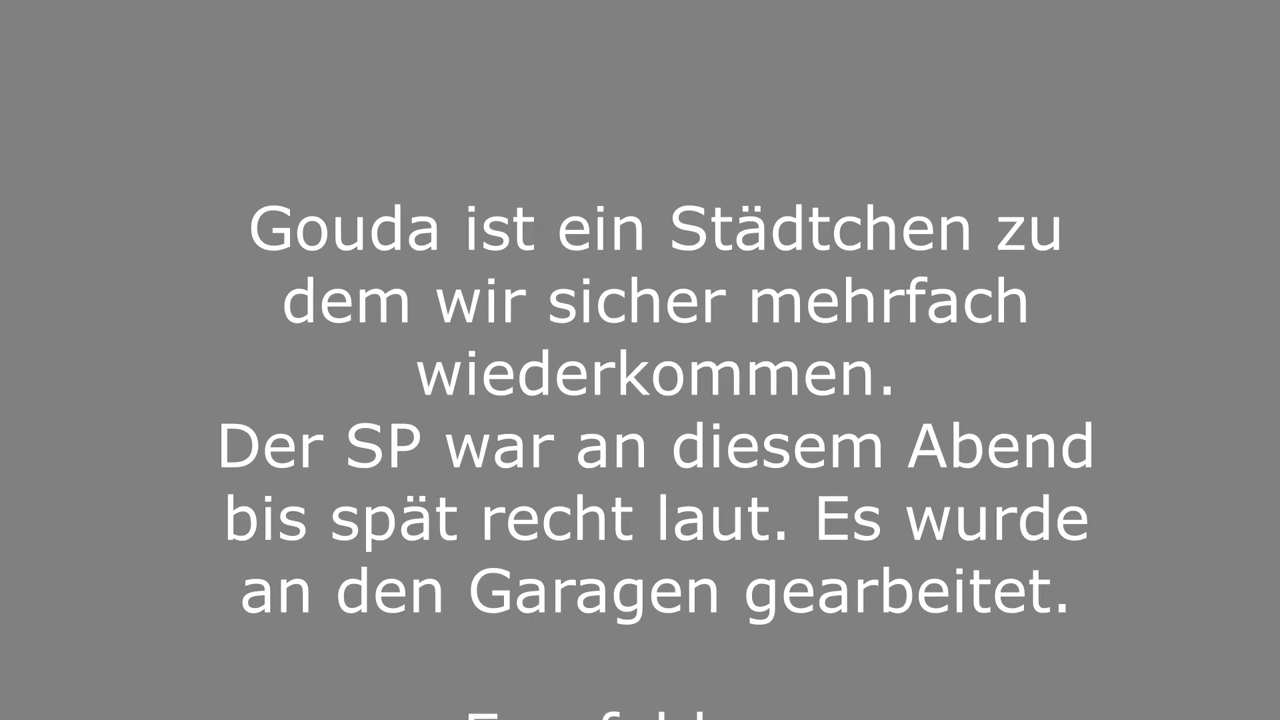 Gouda ist ein Städtchen zu
dem wir sicher mehrfach
wiederkommen.
Der SP war an diesem Abend
bis spät recht laut. Es wurde
an den Garagen gearbeitet.